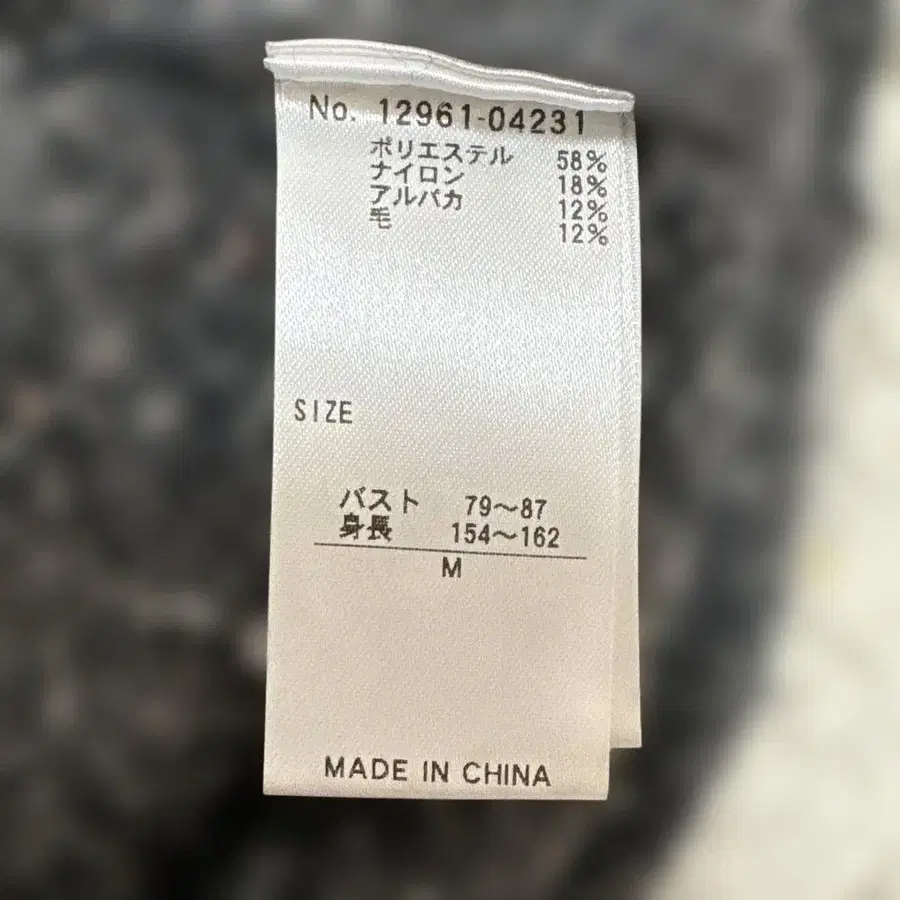 No. 12961-04231
ポリエステル 58%
ナイロン 18%
アルパカ 12%
毛 12%
SIZE
バスト 79～87
身長 154～162
M
MADE IN CHINA